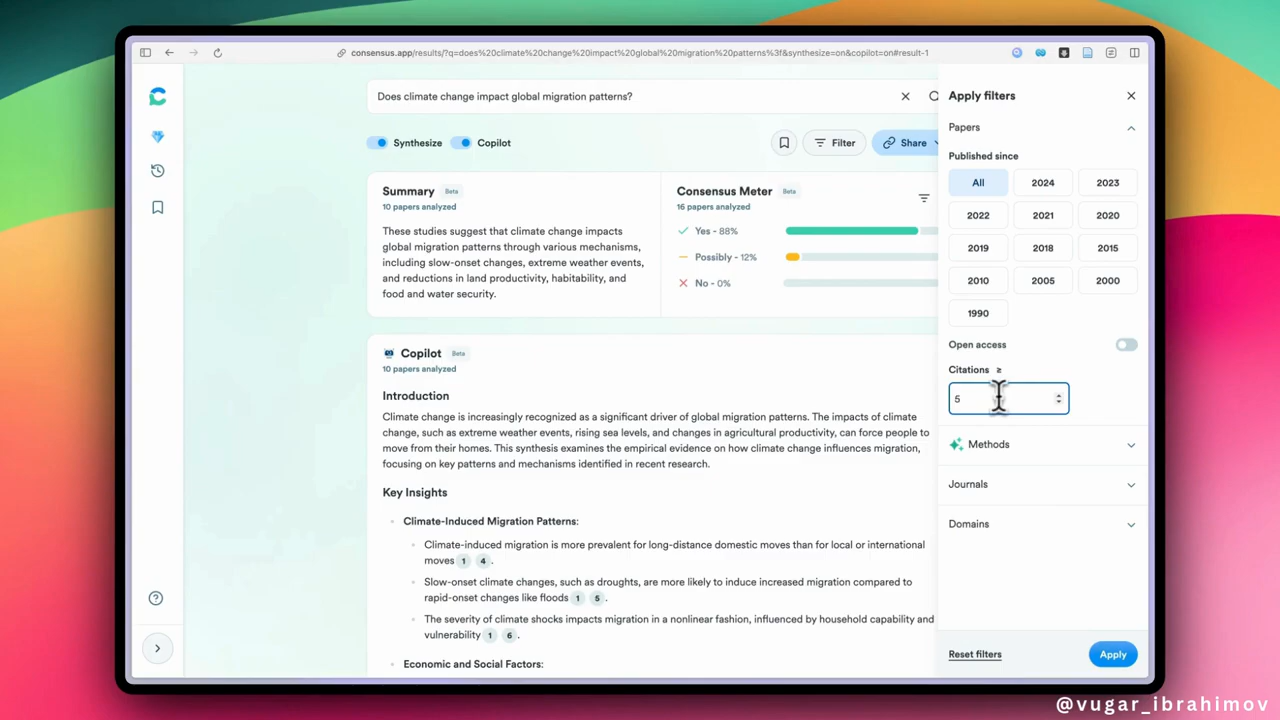 consensus.app/results/?q=does%20climate%20change%20impact%20global%20migration%20patterns%3f&synthesize=on&copilot=on#result-1
Does climate change impact global migration patterns?
Synthesize
Copilot
Filter
Share
Summary Beta
10 papers analyzed
These studies suggest that climate change impacts
global migration patterns through various mechanisms,
including slow-onset changes, extreme weather events,
and reductions in land productivity, habitability, and
food and water security.
Consensus Meter Beta
16 papers analyzed
Yes - 88%
Possibly - 12%
No - 0%
Copilot Beta
10 papers analyzed
Introduction
Climate change is increasingly recognized as a significant driver of global migration patterns. The impacts of climate
change, such as extreme weather events, rising sea levels, and changes in agricultural productivity, can force people to
move from their homes. This synthesis examines the empirical evidence on how climate change influences migration,
focusing on key patterns and mechanisms identified in recent research.
Key Insights
Climate-Induced Migration Patterns:
Climate-induced migration is more prevalent for long-distance domestic moves than for local or international
moves 1 4.
Slow-onset climate changes, such as droughts, are more likely to induce increased migration compared to
rapid-onset changes like floods 1 5.
The severity of climate shocks impacts migration in a nonlinear fashion, influenced by household capability and
vulnerability 1 6.
Economic and Social Factors:
Apply filters
Papers
Published since
All 2024 2023
2022 2021 2020
2019 2018 2015
2010 2005 2000
1990
Open access
Citations ≥
5
Methods
Journals
Domains
Reset filters
Apply
@vugar_ibrahimov